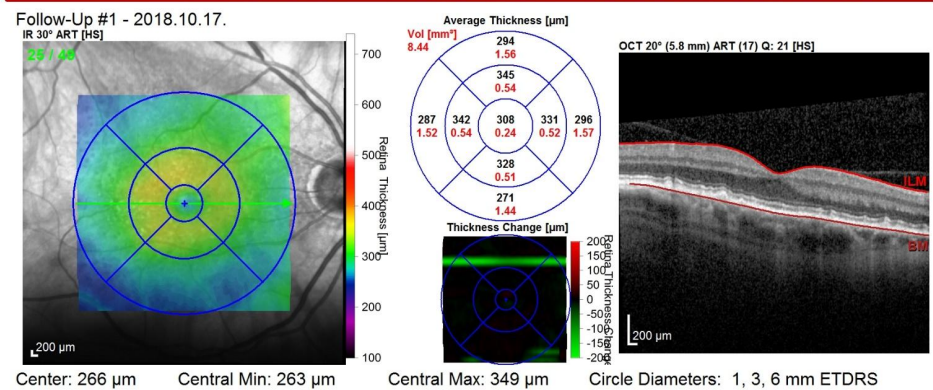 Follow-Up #1 - 2018.10.17.
IR 30° ART [HS]
25 / 49
700
600
500
400
300
200
100
Retina Thickness [µm]
200 µm
Average Thickness [µm]
Vol [mm³]
8.44
294
1.56
345
0.54
287
1.52
342
0.54
308
0.24
331
0.52
296
1.57
328
0.51
271
1.44
Thickness Change [µm]
200
150
100
50
0
-50
-100
-150
-200
Retina Thickness Change
OCT 20° (5.8 mm) ART (17) Q: 21 [HS]
ILM
BM
200 µm
Center: 266 µm Central Min: 263 µm Central Max: 349 µm Circle Diameters: 1, 3, 6 mm ETDRS